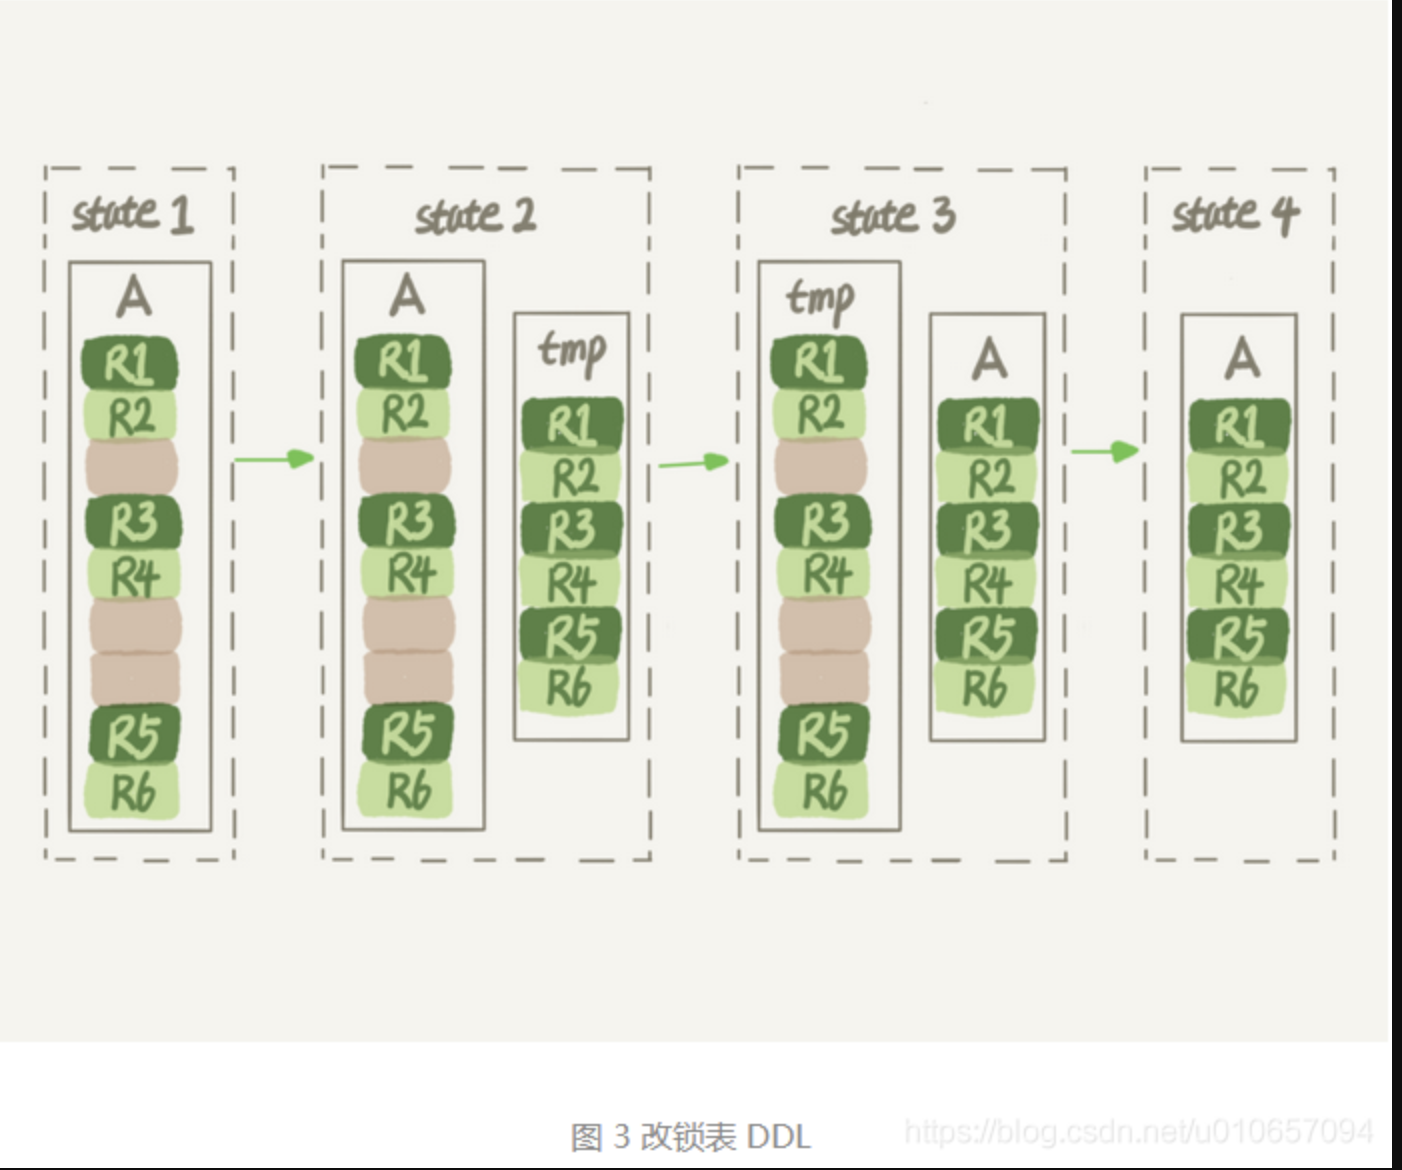 state 1
A
R1
R2
R3
R4
R5
R6
state 2
A
R1
R2
R3
R4
R5
R6
tmp
R1
R2
R3
R4
R5
R6
state 3
tmp
R1
R2
R3
R4
R5
R6
A
R1
R2
R3
R4
R5
R6
state 4
A
R1
R2
R3
R4
R5
R6
图 3 改锁表 DDL
https://blog.csdn.net/u010657094